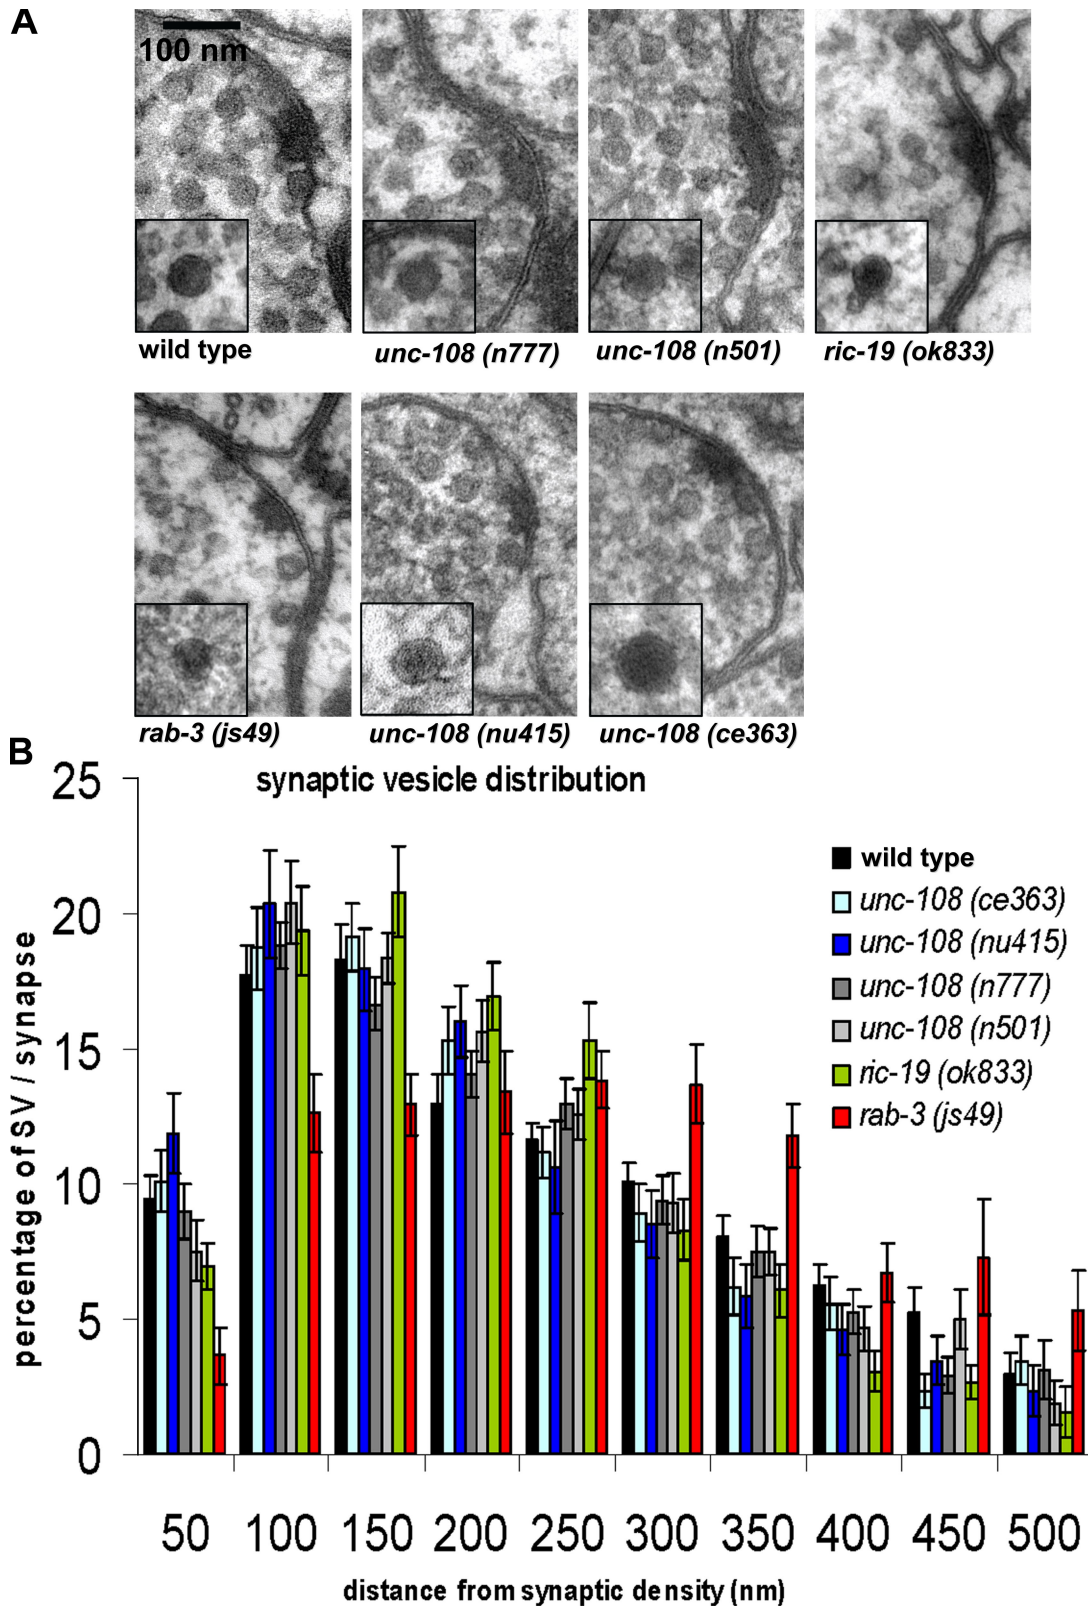 A
100 nm
wild type
unc-108 (n777)
unc-108 (n501)
ric-19 (ok833)
rab-3 (js49)
unc-108 (nu415)
unc-108 (ce363)
B
synaptic vesicle distribution
percentage of SV / synapse
25
20
15
10
5
0
wild type
unc-108 (ce363)
unc-108 (nu415)
unc-108 (n777)
unc-108 (n501)
ric-19 (ok833)
rab-3 (js49)
50 100 150 200 250 300 350 400 450 500
distance from synaptic density (nm)